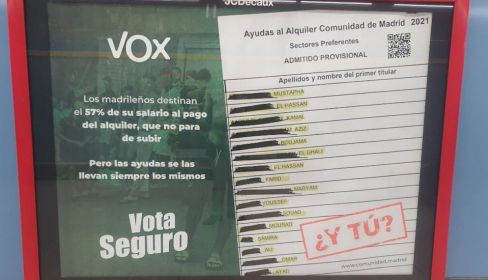 JCDecaux
VOX
Los madrileños destinan
el 57% de su salario al pago
del alquiler, que no para
de subir
Pero las ayudas se las
llevan siempre los mismos
Vota
Seguro
Ayudas al Alquiler Comunidad de Madrid 2021
Sectores Preferentes
ADMITIDO PROVISIONAL
Apellidos y nombre del primer titular
MUSTAPHA
EL HASSAN
KAMAL
AZIZ
EL GHALI
EL HASSAN
FARID
MARYAM
YOUSSEF
SOUAD
MOURAD
SAMIRA
ALI
OMAR
AYAD
¿Y TÚ?
www.comunidad.madrid